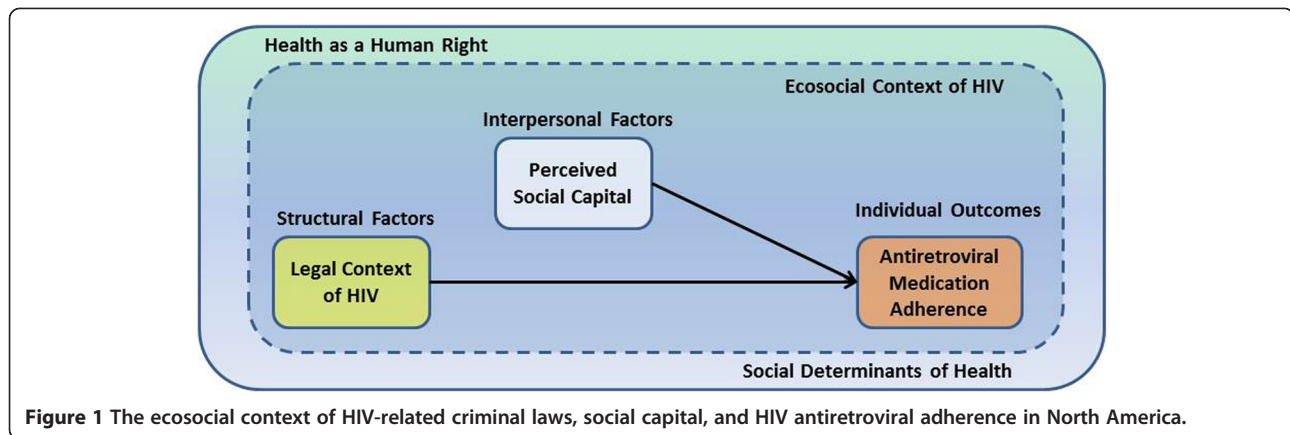 Health as a Human Right
Ecosocial Context of HIV
Interpersonal Factors
Perceived
Social Capital
Structural Factors
Legal Context
of HIV
Individual Outcomes
Antiretroviral
Medication
Adherence
Social Determinants of Health
Figure 1 The ecosocial context of HIV-related criminal laws, social capital, and HIV antiretroviral adherence in North America.